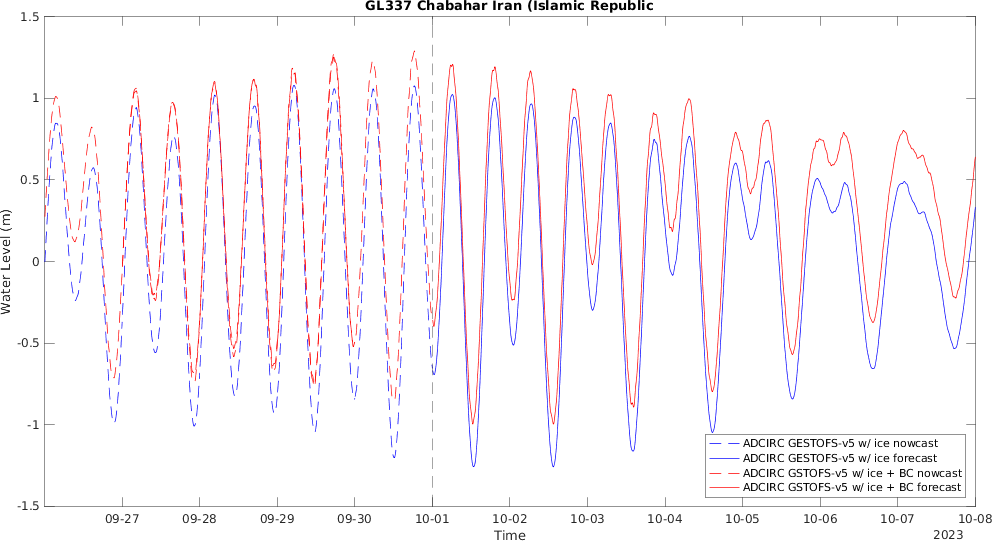 GL337 Chabahar Iran (Islamic Republic
1.5
1
0.5
0
-0.5
-1
-1.5
Water Level (m)
ADCIRC GESTOFS-v5 w/ ice nowcast
ADCIRC GESTOFS-v5 w/ ice forecast
ADCIRC GSTOFS-v5 w/ ice + BC nowcast
ADCIRC GSTOFS-v5 w/ ice + BC forecast
09-27 09-28 09-29 09-30 10-01 10-02 10-03 10-04 10-05 10-06 10-07 10-08
Time
2023